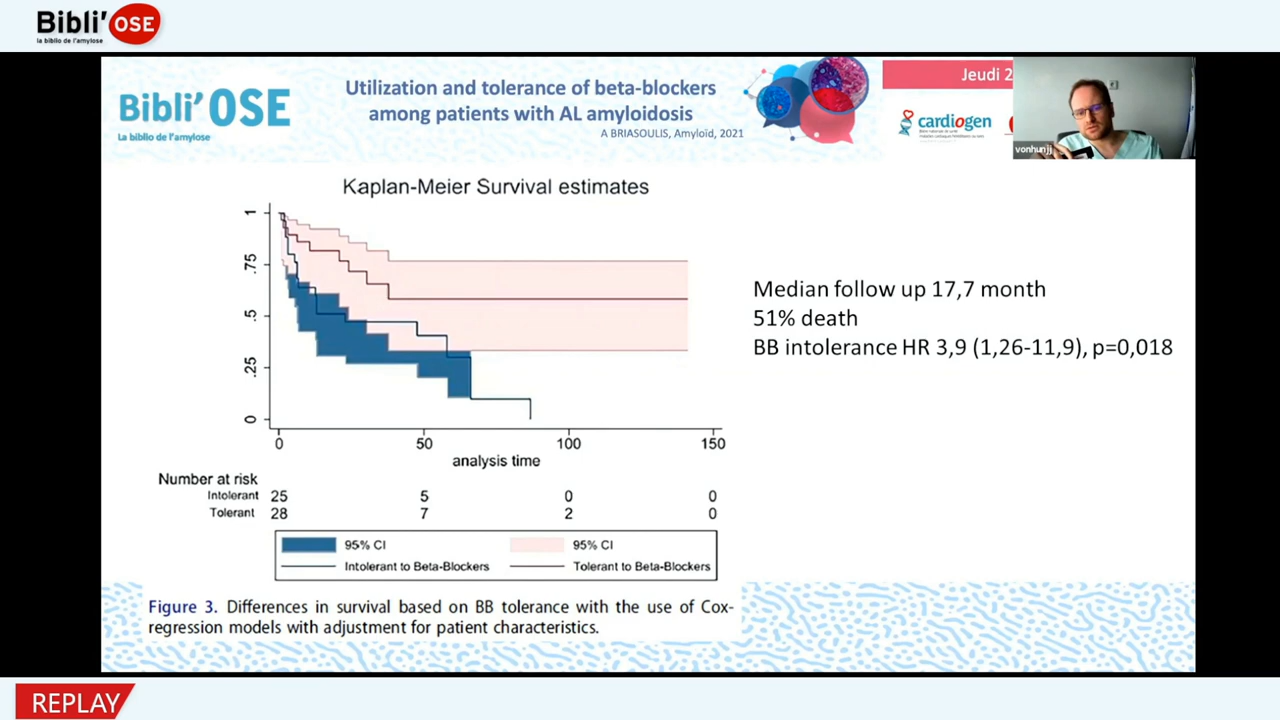 Bibli'OSE
la biblio de l'amylose
Bibli'OSE
La biblio de l'amylose
Utilization and tolerance of beta-blockers
among patients with AL amyloidosis
A BRIASOULIS, Amyloid, 2021
Jeudi 2
cardiogen
vonhunjj
Kaplan-Meier Survival estimates
1
.75
.5
.25
0
0 50 100 150
analysis time
Number at risk
Intolerant 25 5 0 0
Tolerant 28 7 2 0
95% CI 95% CI
Intolerant to Beta-Blockers Tolerant to Beta-Blockers
Median follow up 17,7 month
51% death
BB intolerance HR 3,9 (1,26-11,9), p=0,018
Figure 3. Differences in survival based on BB tolerance with the use of Cox-
regression models with adjustment for patient characteristics.
REPLAY